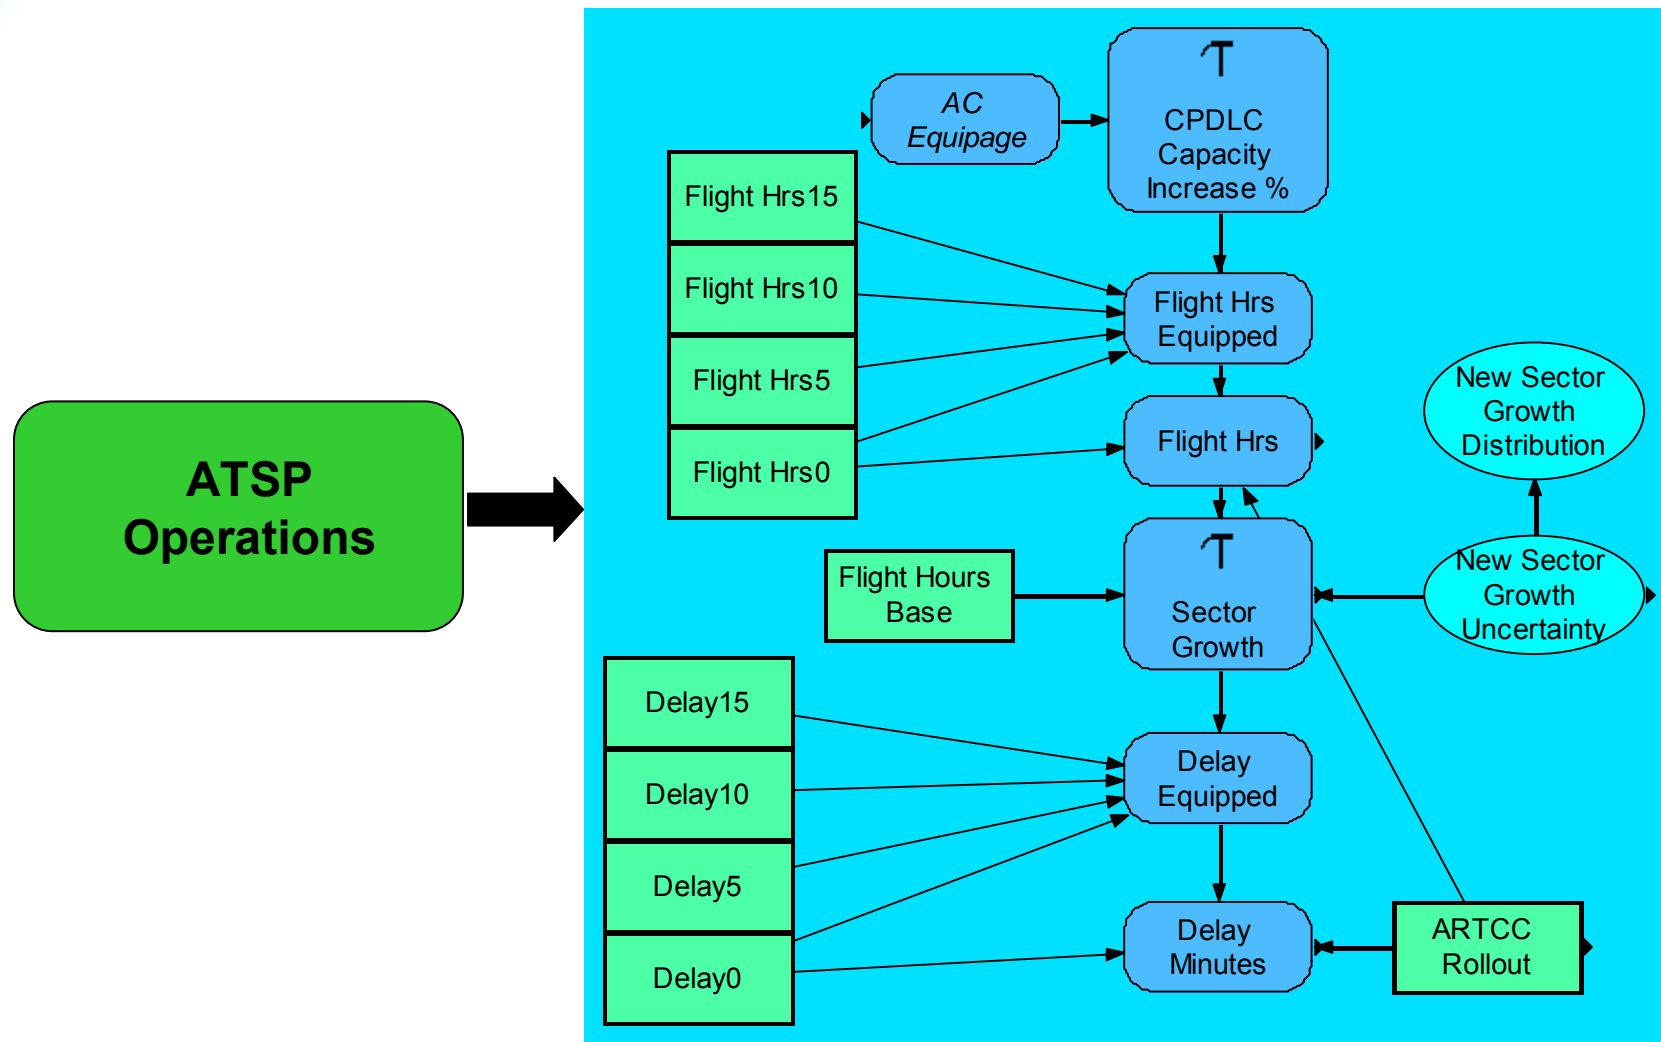 AC
Equipage
CPDLC
Capacity
Increase %
Flight Hrs15
Flight Hrs10
Flight Hrs5
Flight Hrs0
Flight Hrs
Equipped
Flight Hrs
New Sector
Growth
Distribution
ATSP
Operations
Flight Hours
Base
Sector
Growth
New Sector
Growth
Uncertainty
Delay15
Delay10
Delay5
Delay0
Delay
Equipped
Delay
Minutes
ARTCC
Rollout